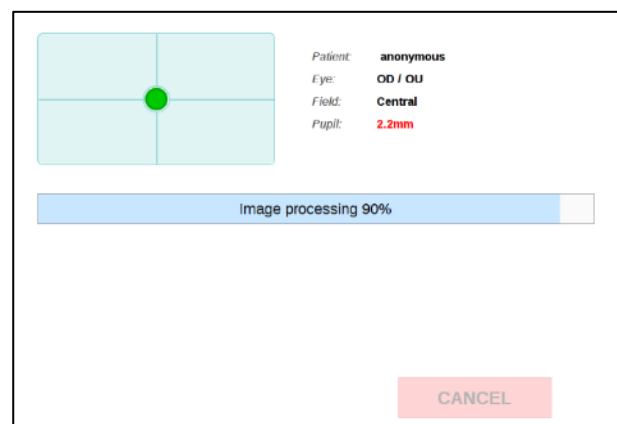 Patient: anonymous
Eye: OD / OU
Field: Central
Pupil: 2.2mm
Image processing 90%
CANCEL